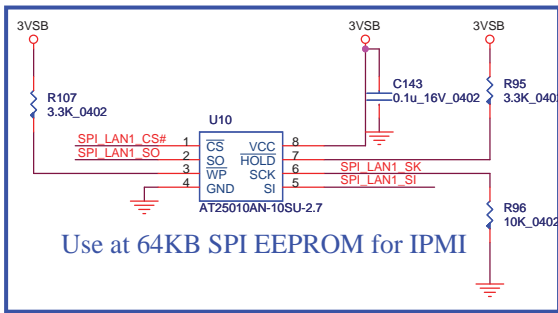 3VSB
3VSB
3VSB
R107
3.3K_0402
C143
0.1u_16V_0402
R95
3.3K_040
U10
SPI_LAN1_CS#
1
CS
VCC
8
SPI_LAN1_SO
2
SO
HOLD
7
3
WP
SCK
6
SPI_LAN1_SK
4
GND
SI
5
SPI_LAN1_SI
AT25010AN-10SU-2.7
R96
10K_0402
Use at 64KB SPI EEPROM for IPMI